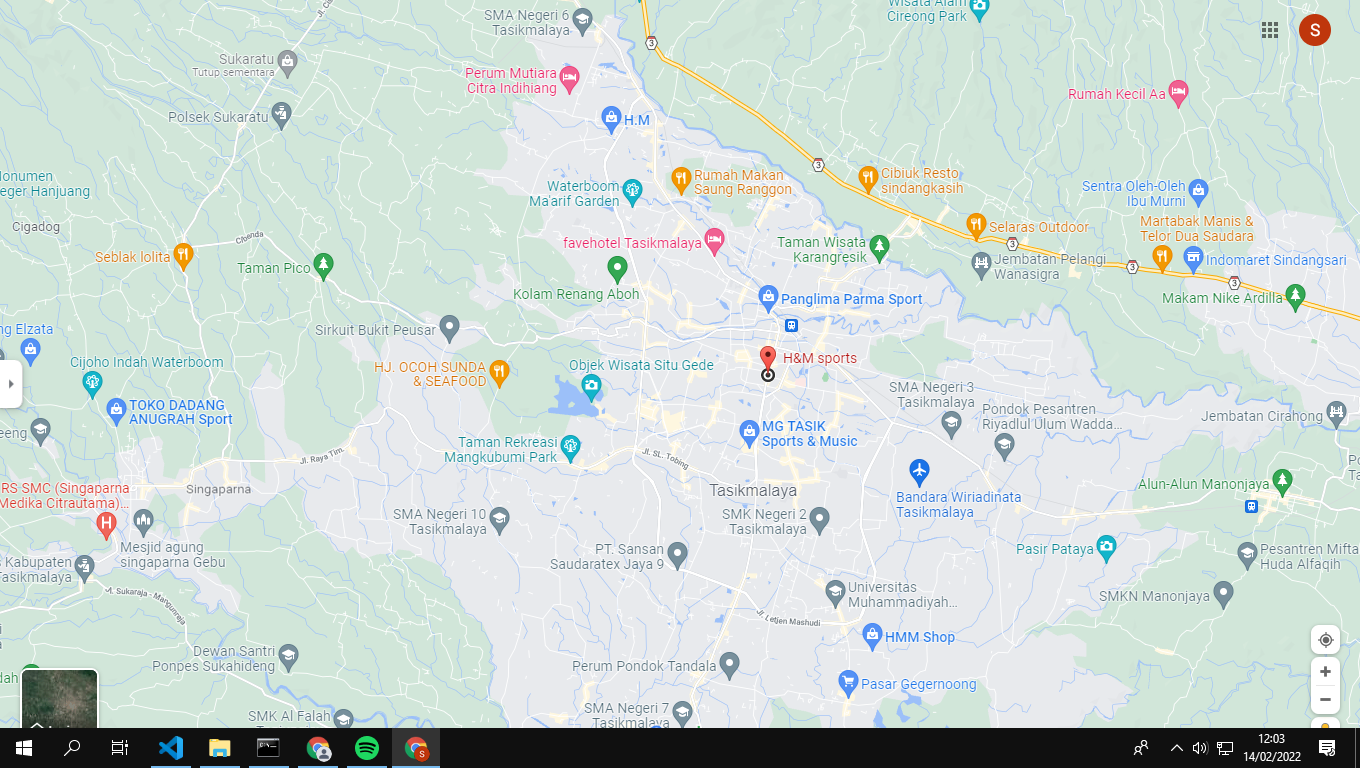 SMA Negeri 6
Tasikmalaya
Wisata Alam
Cireong Park
S
3
Sukaratu
Tutup sementara
Perum Mutiara
Citra Indihiang
Rumah Kecil Aa
Polsek Sukaratu
H.M
3
Rumah Makan
Saung Ranggon
Cibiuk Resto
sindangkasih
Waterboom
Ma'arif Garden
Sentra Oleh-Oleh
Ibu Murni
eger Hanjuang
Cigadog
Selaras Outdoor
Martabak Manis &
Telor Dua Saudara
Cibenda
favehotel Tasikmalaya
Taman Wisata
Karangresik
3
Seblak lolita
Taman Pico
Jembatan Pelangi
Wanasigra
3
Indomaret Sindangsari
3
Kolam Renang Aboh
Panglima Parma Sport
Makam Nike Ardilla
Sirkuit Bukit Peusar
ng Elzata
Cijoho Indah Waterboom
HJ. OCOH SUNDA
& SEAFOOD
Objek Wisata Situ Gede
H&M sports
SMA Negeri 3
Tasikmalaya
TOKO DADANG
ANUGRAH Sport
Pondok Pesantren
Riyadlul Ulum Wadda...
Jembatan Cirahong
eeng
MG TASIK
Sports & Music
Taman Rekreasi
Mangkubumi Park
Jl. Raya Tim.
Jl. SL. Tobing
Singaparna
RS SMC (Singaparna
Medika Citrautama)...
Tasikmalaya
Bandara Wiriadinata
Tasikmalaya
Alun-Alun Manonjaya
SMA Negeri 10
Tasikmalaya
SMK Negeri 2
Tasikmalaya
Mesjid agung
singaparna Gebu
PT. Sansan
Saudaratex Jaya 9
Pasir Pataya
Pesantren Mifta
Huda Alfaqih
s Kabupaten
Tasikmalaya
Universitas
Muhammadiyah...
SMKN Manonjaya
Jl. Sukaraja - Mangunreja
Jl. Letjen Mashudi
HMM Shop
Dewan Santri
Ponpes Sukahideng
Perum Pondok Tandala
Pasar Gegernoong
SMK Al Falah
SMA Negeri 7
Tasikmalaya
S
12:03
14/02/2022